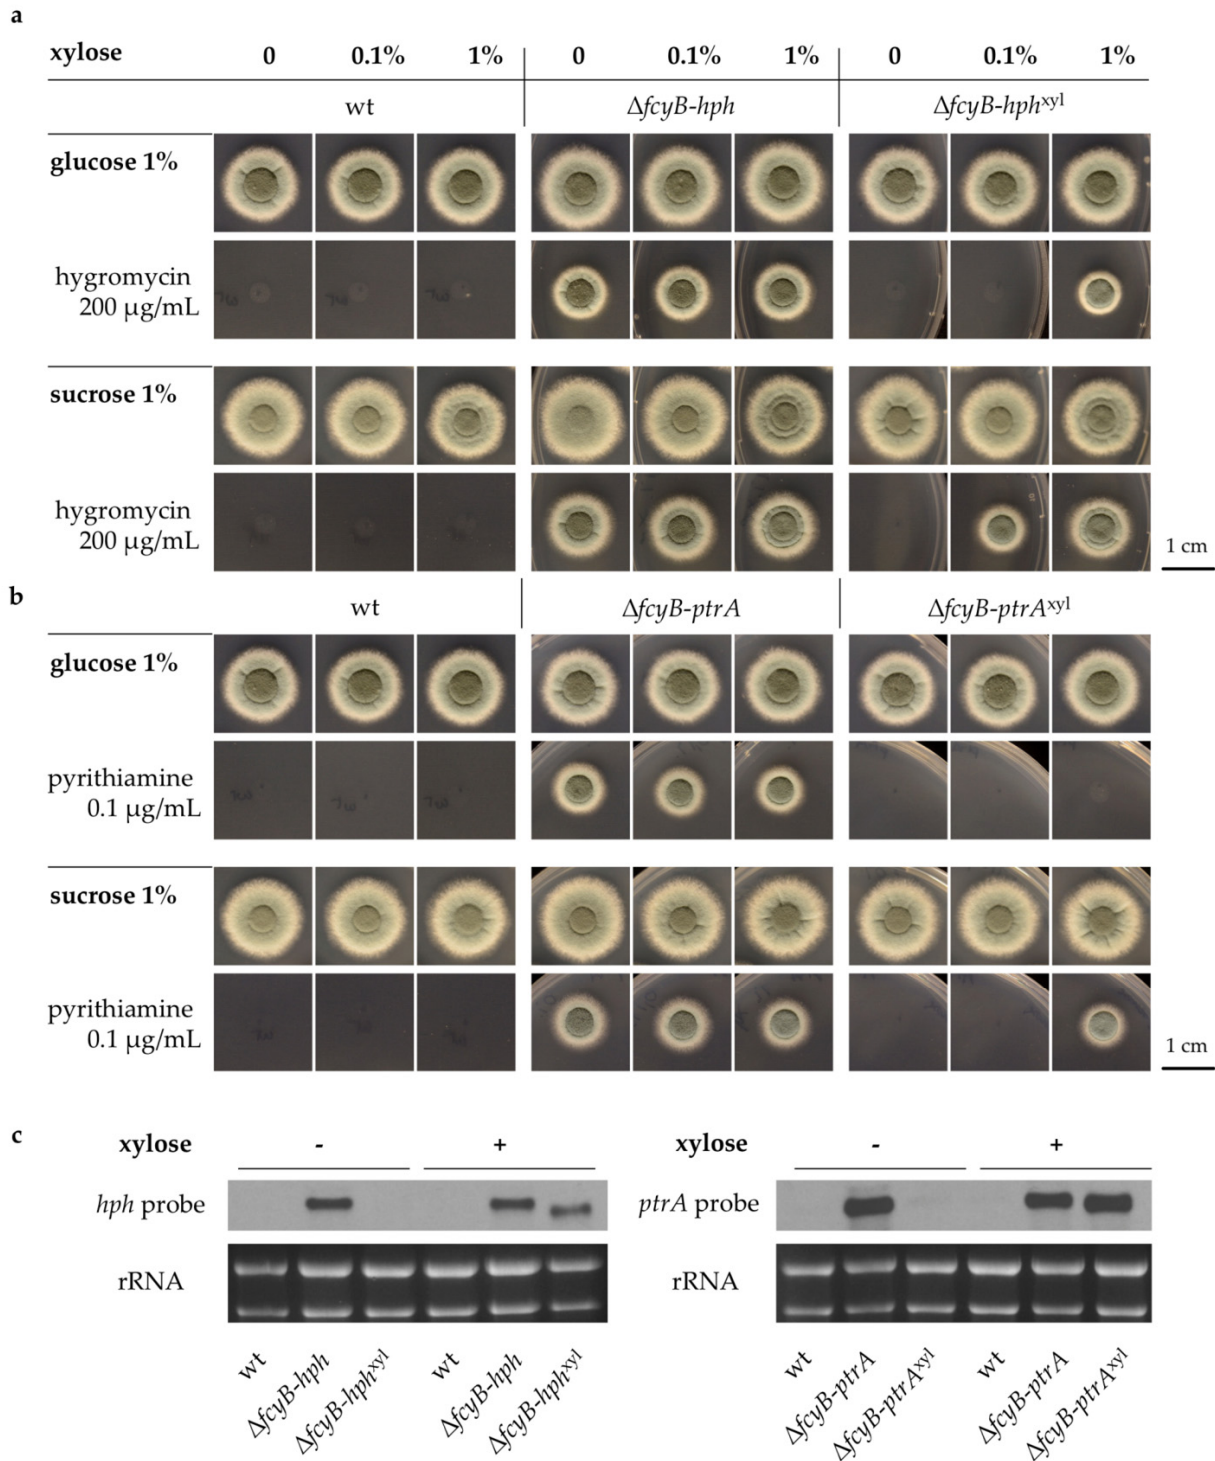 a
xylose 0 0.1% 1% 0 0.1% 1% 0 0.1% 1%
wt ΔfcyB-hph ΔfcyB-hphxyl
glucose 1%
hygromycin
200 µg/mL
sucrose 1%
hygromycin
200 µg/mL
1 cm
b
wt ΔfcyB-ptrA ΔfcyB-ptrAxyl
glucose 1%
pyrithiamine
0.1 µg/mL
sucrose 1%
pyrithiamine
0.1 µg/mL
1 cm
c
xylose - + xylose - +
hph probe ptrA probe
rRNA rRNA
wt ΔfcyB-hph ΔfcyB-hphxyl wt ΔfcyB-hph ΔfcyB-hphxyl wt ΔfcyB-ptrA ΔfcyB-ptrAxyl wt ΔfcyB-ptrA ΔfcyB-ptrAxyl